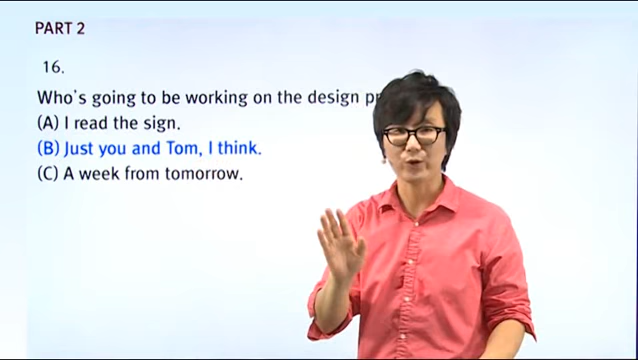 PART 2
16.
Who's going to be working on the design
(A) I read the sign.
(B) Just you and Tom, I think.
(C) A week from tomorrow.